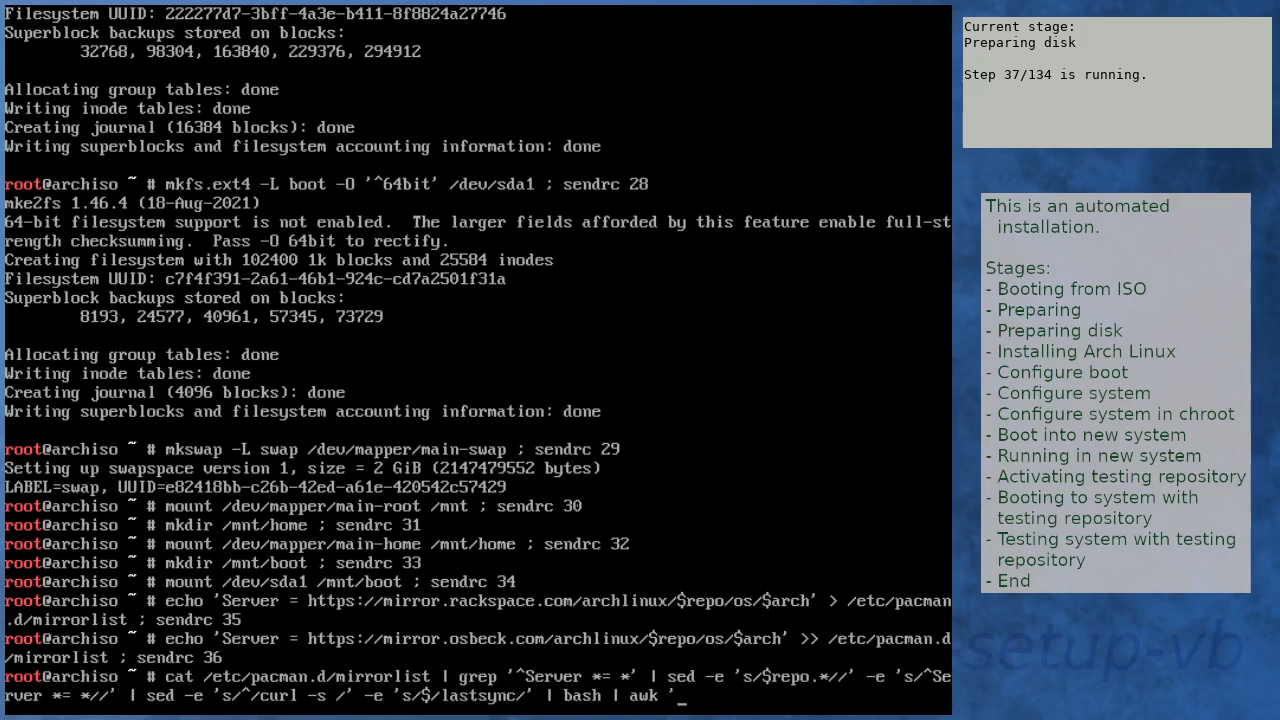 Filesystem UUID: 222277d7-3bff-4a3e-b411-8f8824a27746
Superblock backups stored on blocks:
        32768, 98304, 163840, 229376, 294912

Allocating group tables: done
Writing inode tables: done
Creating journal (16384 blocks): done
Writing superblocks and filesystem accounting information: done

root@archiso ~ # mkfs.ext4 -L boot -O '^64bit' /dev/sda1 ; sendrc 28
mke2fs 1.46.4 (18-Aug-2021)
64-bit filesystem support is not enabled.  The larger fields afforded by this feature enable full-st
rength checksumming.  Pass -O 64bit to rectify.
Creating filesystem with 102400 1k blocks and 25584 inodes
Filesystem UUID: c7f4f391-2a61-46b1-924c-cd7a2501f31a
Superblock backups stored on blocks:
        8193, 24577, 40961, 57345, 73729

Allocating group tables: done
Writing inode tables: done
Creating journal (4096 blocks): done
Writing superblocks and filesystem accounting information: done

root@archiso ~ # mkswap -L swap /dev/mapper/main-swap ; sendrc 29
Setting up swapspace version 1, size = 2 GiB (2147479552 bytes)
LABEL=swap, UUID=e82418bb-c26b-42ed-a61e-420542c57429
root@archiso ~ # mount /dev/mapper/main-root /mnt ; sendrc 30
root@archiso ~ # mkdir /mnt/home ; sendrc 31
root@archiso ~ # mount /dev/mapper/main-home /mnt/home ; sendrc 32
root@archiso ~ # mkdir /mnt/boot ; sendrc 33
root@archiso ~ # mount /dev/sda1 /mnt/boot ; sendrc 34
root@archiso ~ # echo 'Server = https://mirror.rackspace.com/archlinux/$repo/os/$arch' > /etc/pacman
.d/mirrorlist ; sendrc 35
root@archiso ~ # echo 'Server = https://mirror.osbeck.com/archlinux/$repo/os/$arch' >> /etc/pacman.d
/mirrorlist ; sendrc 36
root@archiso ~ # cat /etc/pacman.d/mirrorlist | grep '^Server *= *' | sed -e 's/$repo.*//' -e 's/^Se
rver *= *//' | sed -e 's/^/curl -s /' -e 's/$/lastsync/' | bash | awk '_
Current stage:
Preparing disk

Step 37/134 is running.
This is an automated
installation.

Stages:
- Booting from ISO
- Preparing
- Preparing disk
- Installing Arch Linux
- Configure boot
- Configure system
- Configure system in chroot
- Boot into new system
- Running in new system
- Activating testing repository
- Booting to system with
testing repository
- Testing system with testing
repository
- End
setup-vb